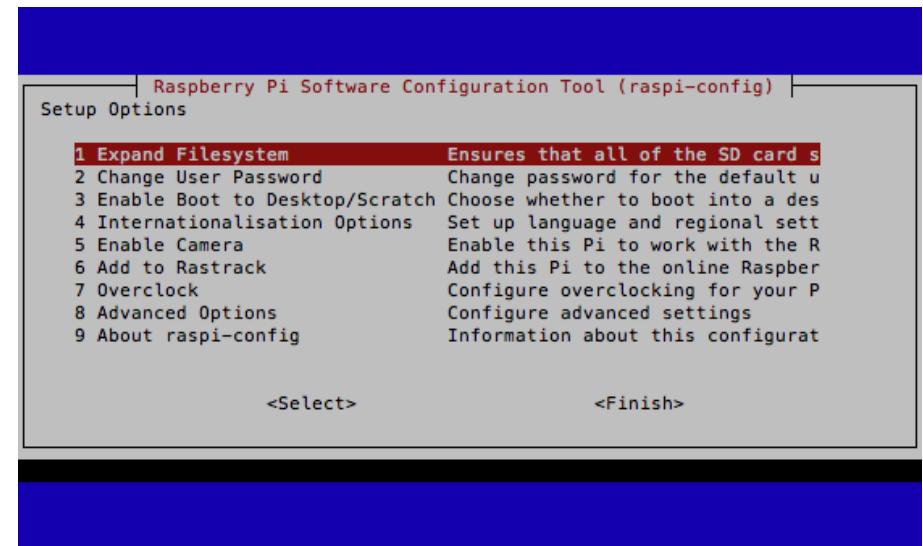 Raspberry Pi Software Configuration Tool (raspi-config)
Setup Options
1 Expand Filesystem Ensures that all of the SD card s
2 Change User Password Change password for the default u
3 Enable Boot to Desktop/Scratch Choose whether to boot into a des
4 Internationalisation Options Set up language and regional sett
5 Enable Camera Enable this Pi to work with the R
6 Add to Rastrack Add this Pi to the online Raspber
7 Overclock Configure overclocking for your P
8 Advanced Options Configure advanced settings
9 About raspi-config Information about this configurat
<Select> <Finish>